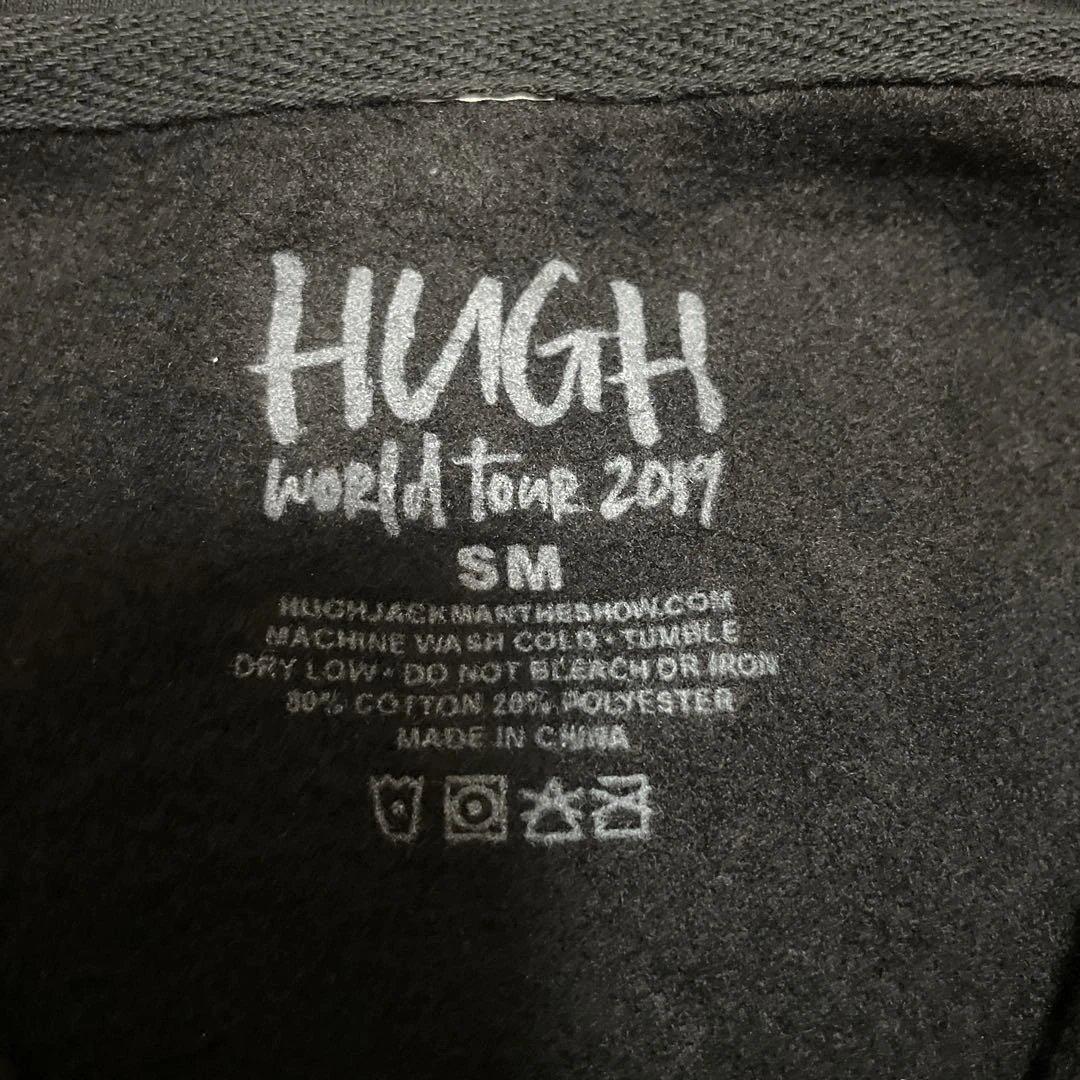 HUGH
world tour 2019
SM
HUGHJACKMANTHESHOW.COM
MACHINE WASH COLD · TUMBLE
DRY LOW · DO NOT BLEACH OR IRON
80% COTTON 20% POLYESTER
MADE IN CHINA